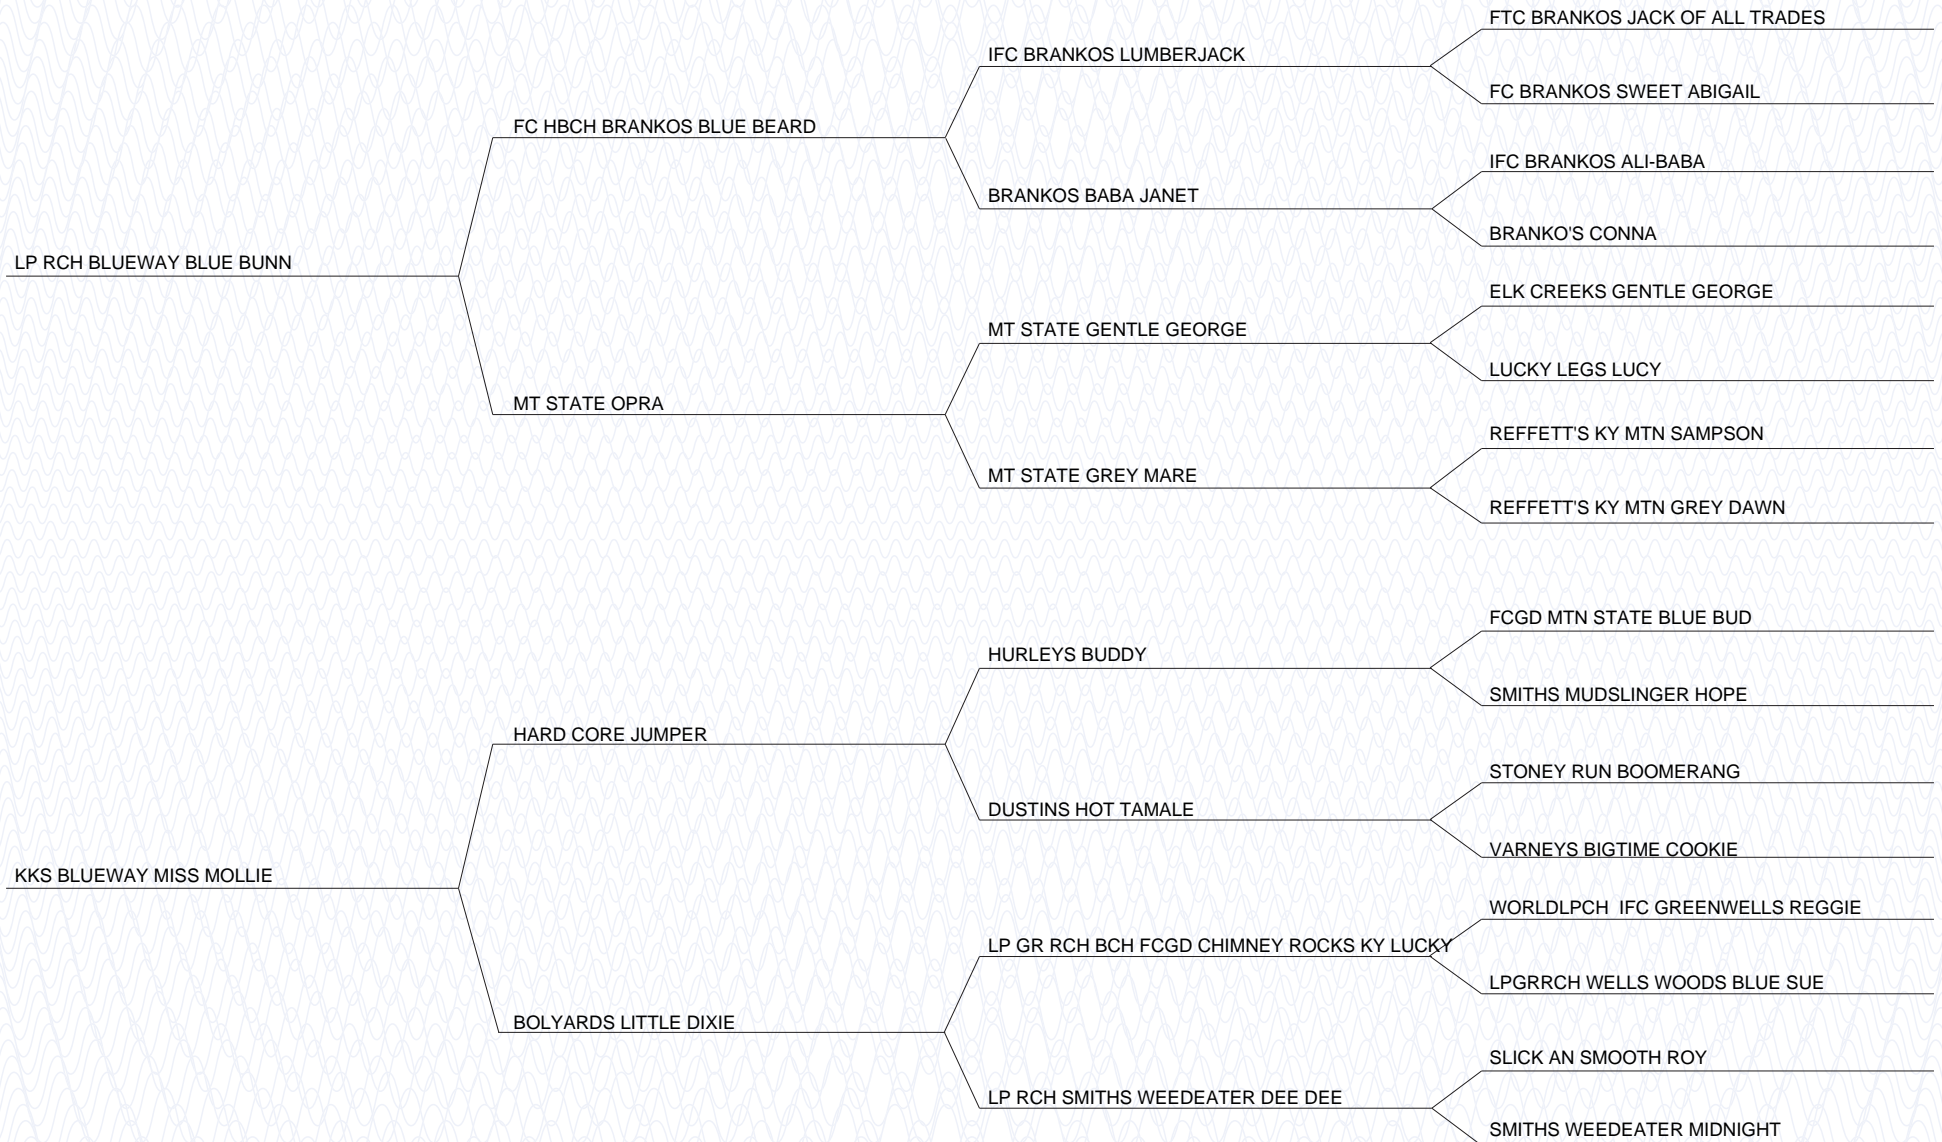 FTC BRANKOS JACK OF ALL TRADES
IFC BRANKOS LUMBERJACK
FC BRANKOS SWEET ABIGAIL
FC HBCH BRANKOS BLUE BEARD
IFC BRANKOS ALI-BABA
BRANKOS BABA JANET
BRANKO'S CONNA
LP RCH BLUEWAY BLUE BUNN
ELK CREEKS GENTLE GEORGE
MT STATE GENTLE GEORGE
LUCKY LEGS LUCY
MT STATE OPRA
REFFETT'S KY MTN SAMPSON
MT STATE GREY MARE
REFFETT'S KY MTN GREY DAWN
FCGD MTN STATE BLUE BUD
HURLEYS BUDDY
SMITHS MUDSLINGER HOPE
HARD CORE JUMPER
STONEY RUN BOOMERANG
DUSTINS HOT TAMALE
VARNEYS BIGTIME COOKIE
KKS BLUEWAY MISS MOLLIE
WORLDLPCH  IFC GREENWELLS REGGIE
LP GR RCH BCH FCGD CHIMNEY ROCKS KY LUCKY
LPGRRCH WELLS WOODS BLUE SUE
BOLYARDS LITTLE DIXIE
SLICK AN SMOOTH ROY
LP RCH SMITHS WEEDEATER DEE DEE
SMITHS WEEDEATER MIDNIGHT